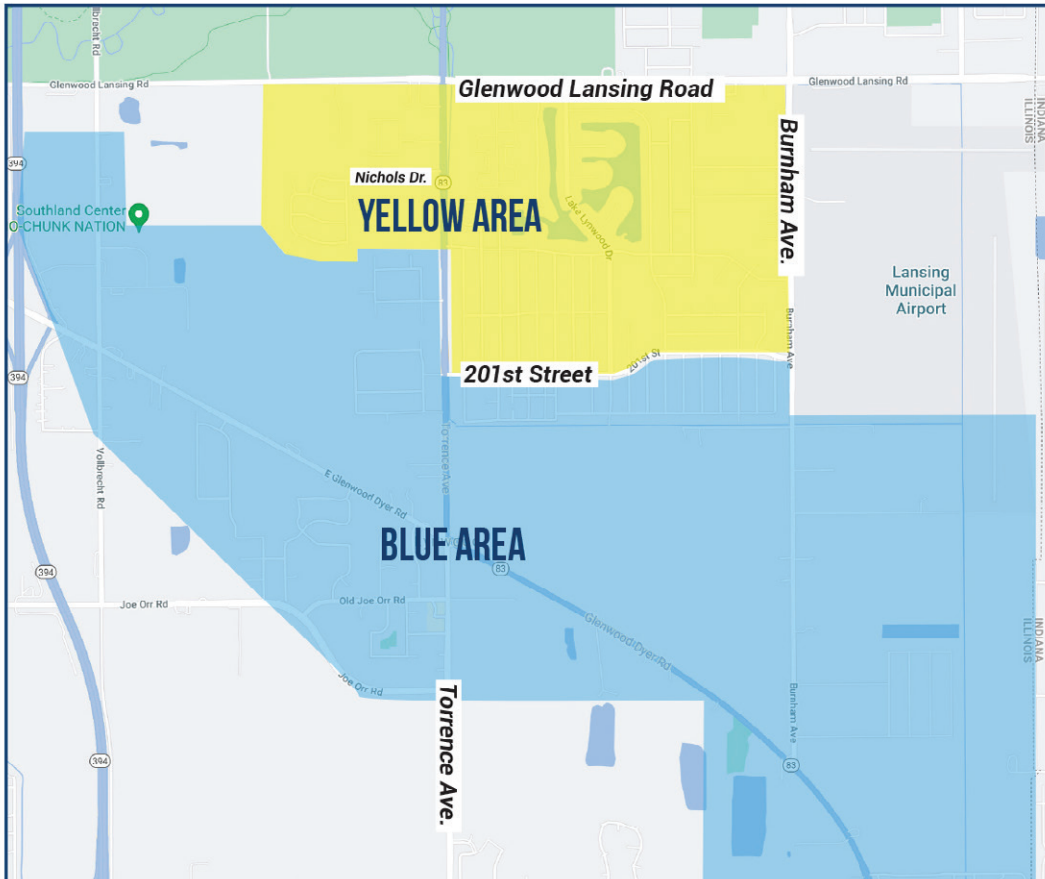 Vollbrecht Rd
Glenwood Lansing Rd
Glenwood Lansing Road
Glenwood Lansing Rd
INDIANA
ILLINOIS
Burnham Ave.
394
Nichols Dr.
83
YELLOW AREA
Lake Lynwood Dr
Southland Center
O-CHUNK NATION
Lansing
Municipal
Airport
Burnham Ave
201st St
201st Street
394
Torrence Ave
Vollbrecht Rd
E Glenwood Dyer Rd
BLUE AREA
83
394
Joe Orr Rd
Old Joe Orr Rd
Glenwood Dyer Rd
INDIANA
ILLINOIS
Joe Orr Rd
Burnham Ave
Torrence Ave.
394
83